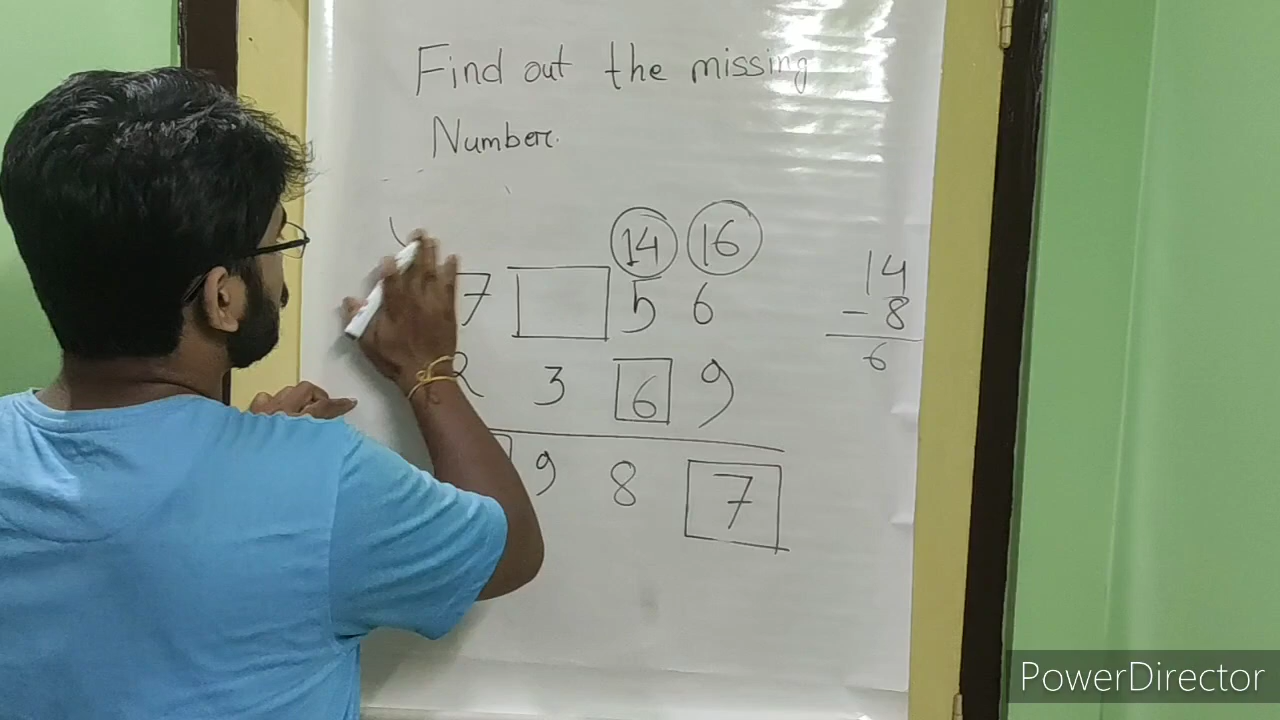 Find out the missing
Number.
14 16
7 5 6
2 3 6 9
9 8 7
14
- 8
6
PowerDirector